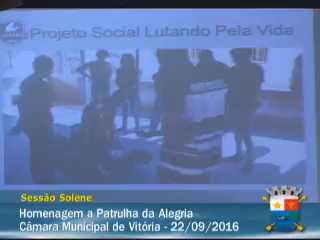 Projeto Social Lutando Pela Vida
Sessão Solene
Homenagem a Patrulha da Alegria
Câmara Municipal de Vitória - 22/09/2016